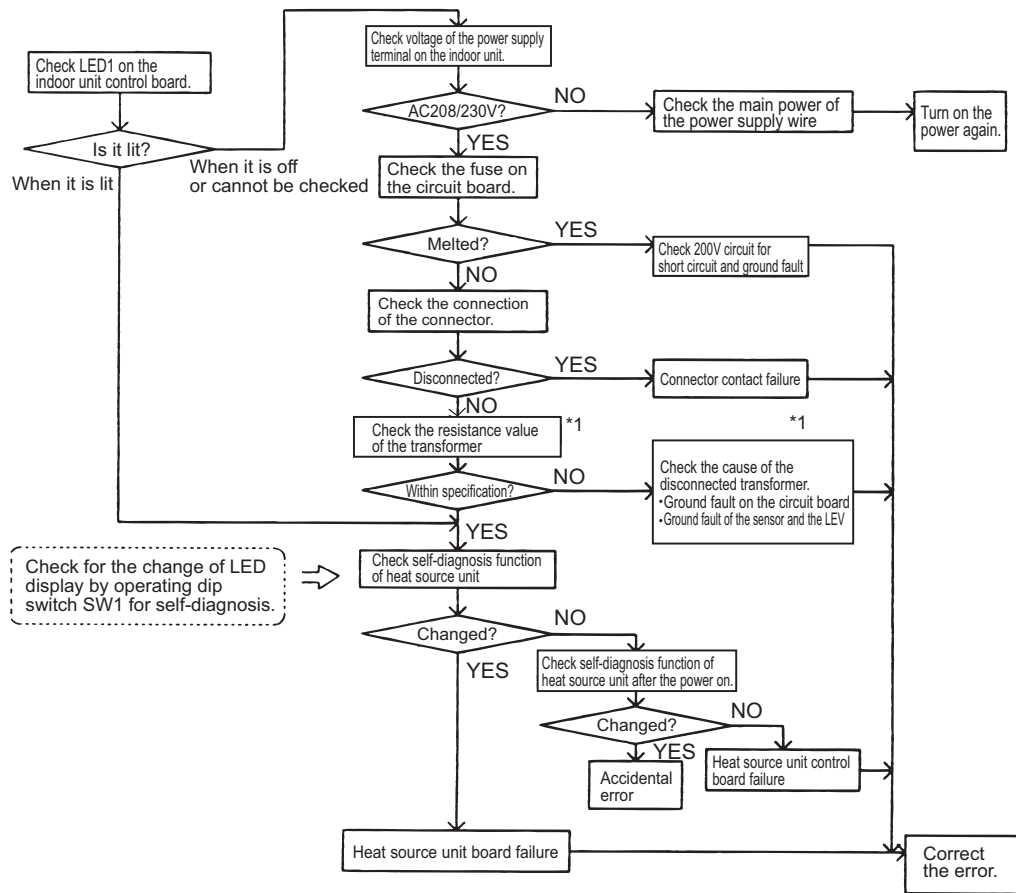 Check LED1 on the
indoor unit control board.
Is it lit?
When it is lit
When it is off
or cannot be checked
Check voltage of the power supply
terminal on the indoor unit.
AC208/230V?
NO
Check the main power of
the power supply wire
Turn on the
power again.
YES
Check the fuse on
the circuit board.
Melted?
YES
Check 200V circuit for
short circuit and ground fault
NO
Check the connection
of the connector.
Disconnected?
YES
Connector contact failure
NO
Check the resistance value
of the transformer
*1
*1
Within specification?
NO
Check the cause of the
disconnected transformer.
・Ground fault on the circuit board
・Ground fault of the sensor and the LEV
YES
Check for the change of LED
display by operating dip
switch SW1 for self-diagnosis.
Check self-diagnosis function
of heat source unit
Changed?
NO
YES
Check self-diagnosis function of
heat source unit after the power on.
Changed?
NO
YES
Accidental
error
Heat source unit control
board failure
Heat source unit board failure
Correct
the error.